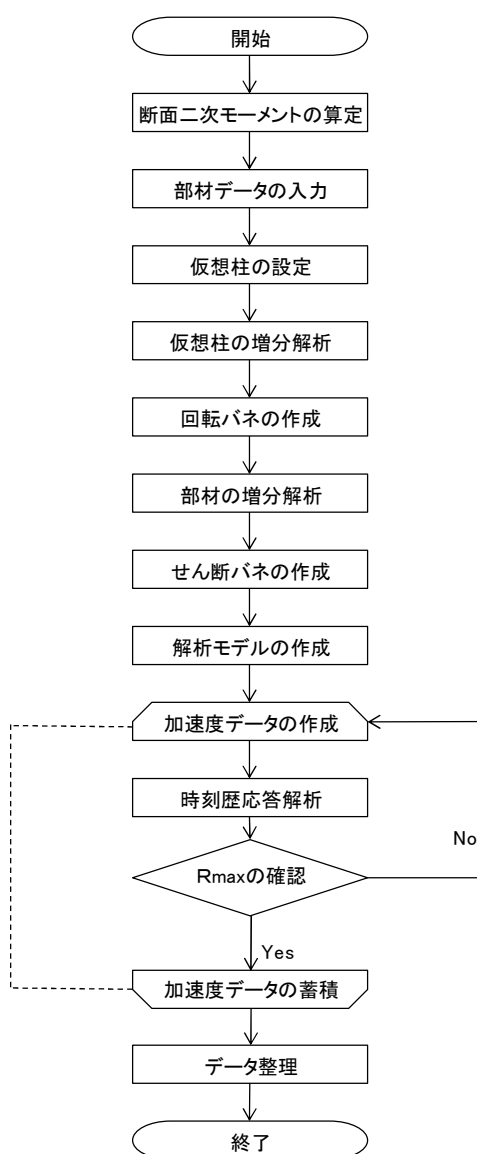 開始
断面二次モーメントの算定
部材データの入力
仮想柱の設定
仮想柱の増分解析
回転バネの作成
部材の増分解析
せん断バネの作成
解析モデルの作成
加速度データの作成
時刻歴応答解析
No
Rmaxの確認
Yes
加速度データの蓄積
データ整理
終了